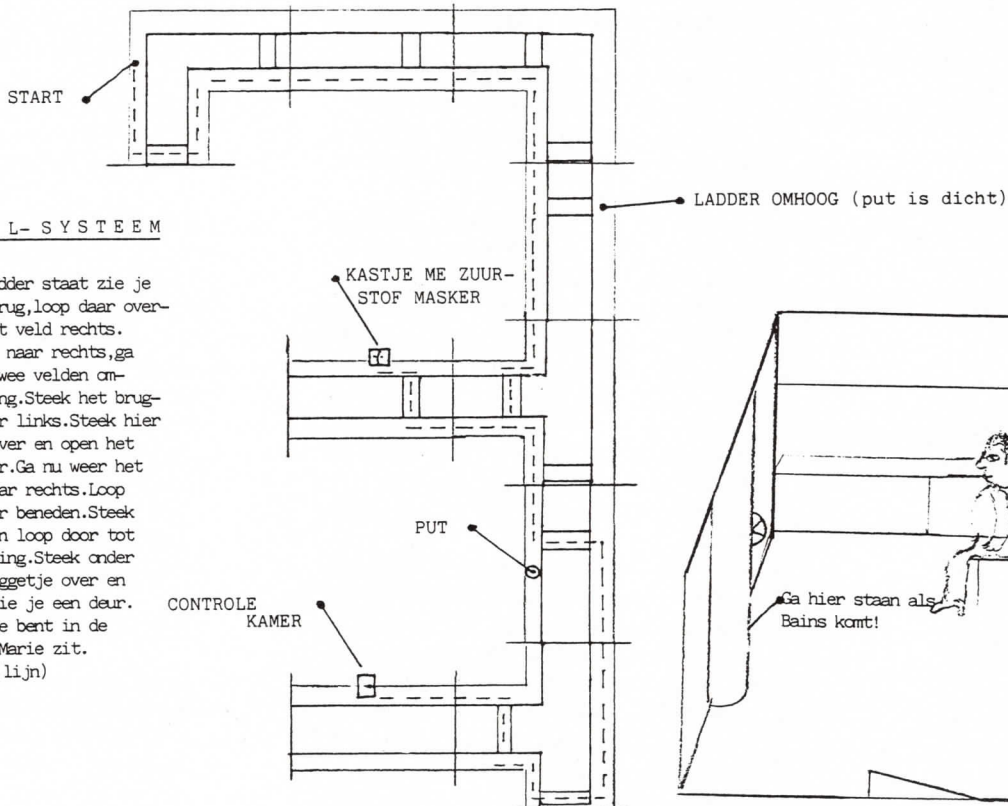 START
LADDER OMHOOG (put is dicht)
L-SYSTEEM
KASTJE ME ZUUR-
STOF MASKER
dder staat zie je
rug,loop daar over-
t veld rechts.
naar rechts,ga
wee velden om-
ng.Steek het brug-
r links.Steek hier
ver en open het
r.Ga nu weer het
ar rechts.Loop
r beneden.Steek
n loop door tot
ing.Steek onder
ggetje over en
ie je een deur.
e bent in de
Marie zit.
lijn)
PUT
CONTROLE
KAMER
Ga hier staan als
Bains komt!